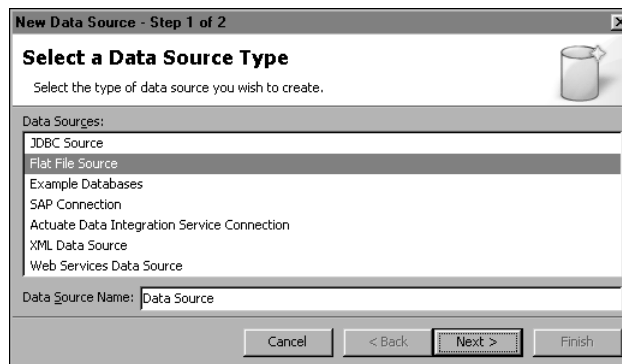 New Data Source - Step 1 of 2
Select a Data Source Type
Select the type of data source you wish to create.
Data Sources:
JDBC Source
Flat File Source
Example Databases
SAP Connection
Actuate Data Integration Service Connection
XML Data Source
Web Services Data Source
Data Source Name: Data Source
Cancel < Back Next > Finish